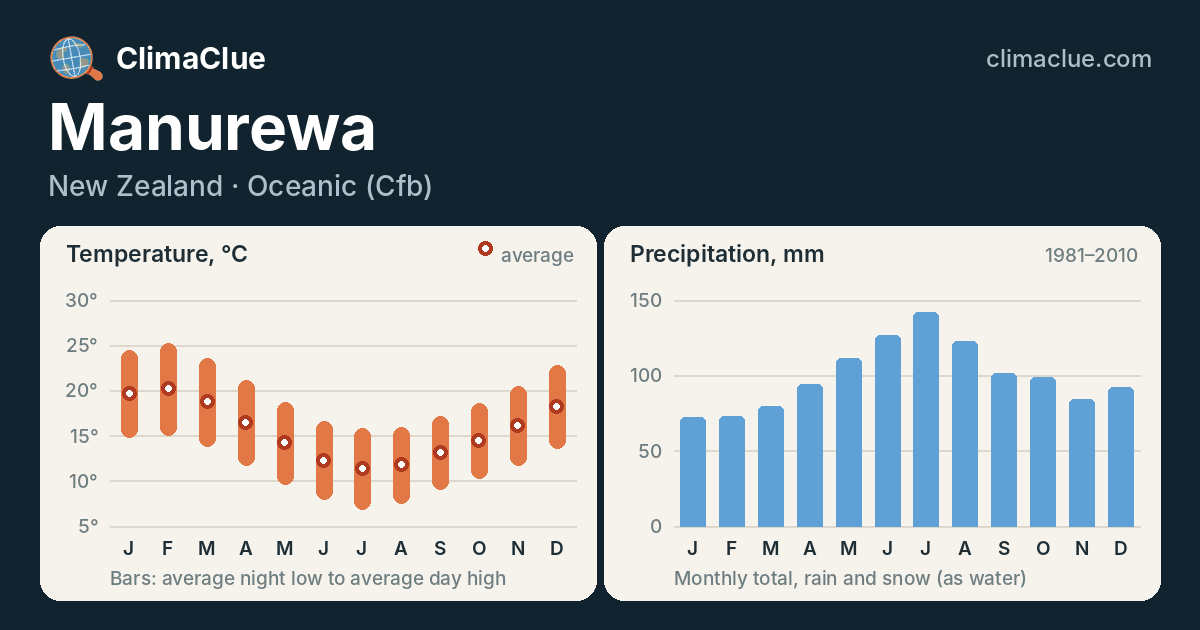 ClimaClue
climaclue.com
Manurewa
New Zealand · Oceanic (Cfb)
Temperature, °C
average
30°
25°
20°
15°
10°
5°
J F M A M J J A S O N D
Bars: average night low to average day high
Precipitation, mm
1981–2010
150
100
50
0
J F M A M J J A S O N D
Monthly total, rain and snow (as water)